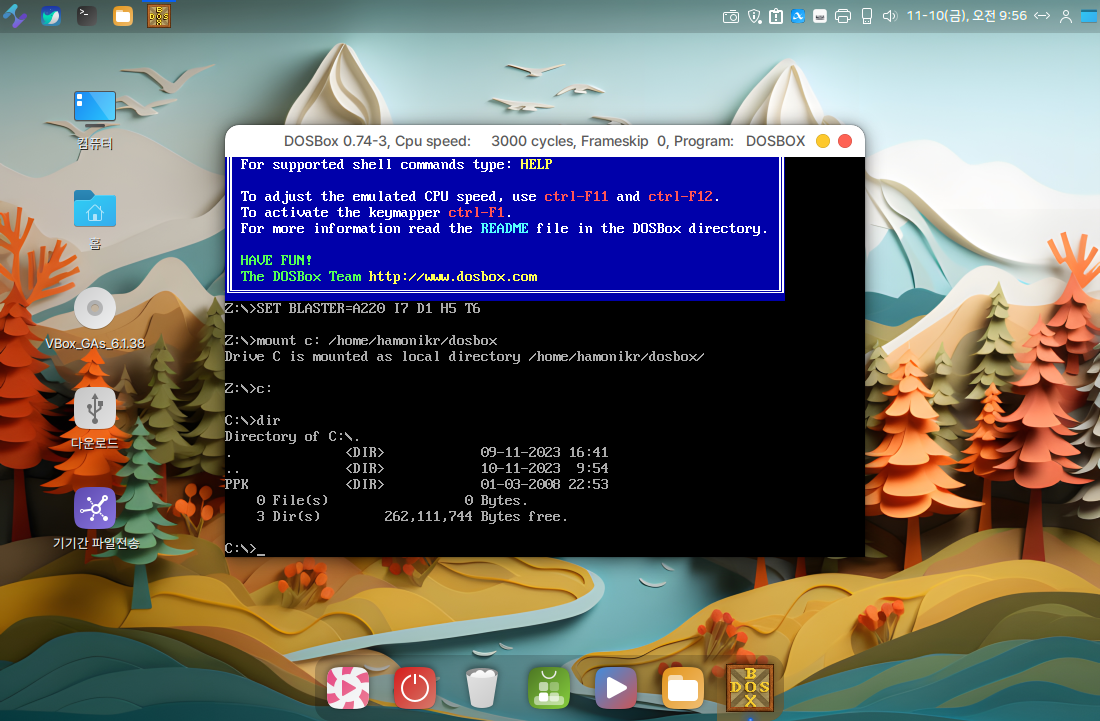 11-10(금), 오전 9:56
컴퓨터
홈
VBox_GAs_6.1.38
다운로드
기기간 파일전송
DOSBox 0.74-3, Cpu speed: 3000 cycles, Frameskip 0, Program: DOSBOX
For supported shell commands type: HELP
To adjust the emulated CPU speed, use ctrl-F11 and ctrl-F12.
To activate the keymapper ctrl-F1.
For more information read the README file in the DOSBox directory.
HAVE FUN!
The DOSBox Team http://www.dosbox.com
Z:\>SET BLASTER=A220 I7 D1 H5 T6
Z:\>mount c: /home/hamonikr/dosbox
Drive C is mounted as local directory /home/hamonikr/dosbox/
Z:\>c:
C:\>dir
Directory of C:\.
. <DIR> 09-11-2023 16:41
.. <DIR> 10-11-2023 9:54
PPK <DIR> 01-03-2008 22:53
0 File(s) 0 Bytes.
3 Dir(s) 262,111,744 Bytes free.
C:\>_
BOX
DOS